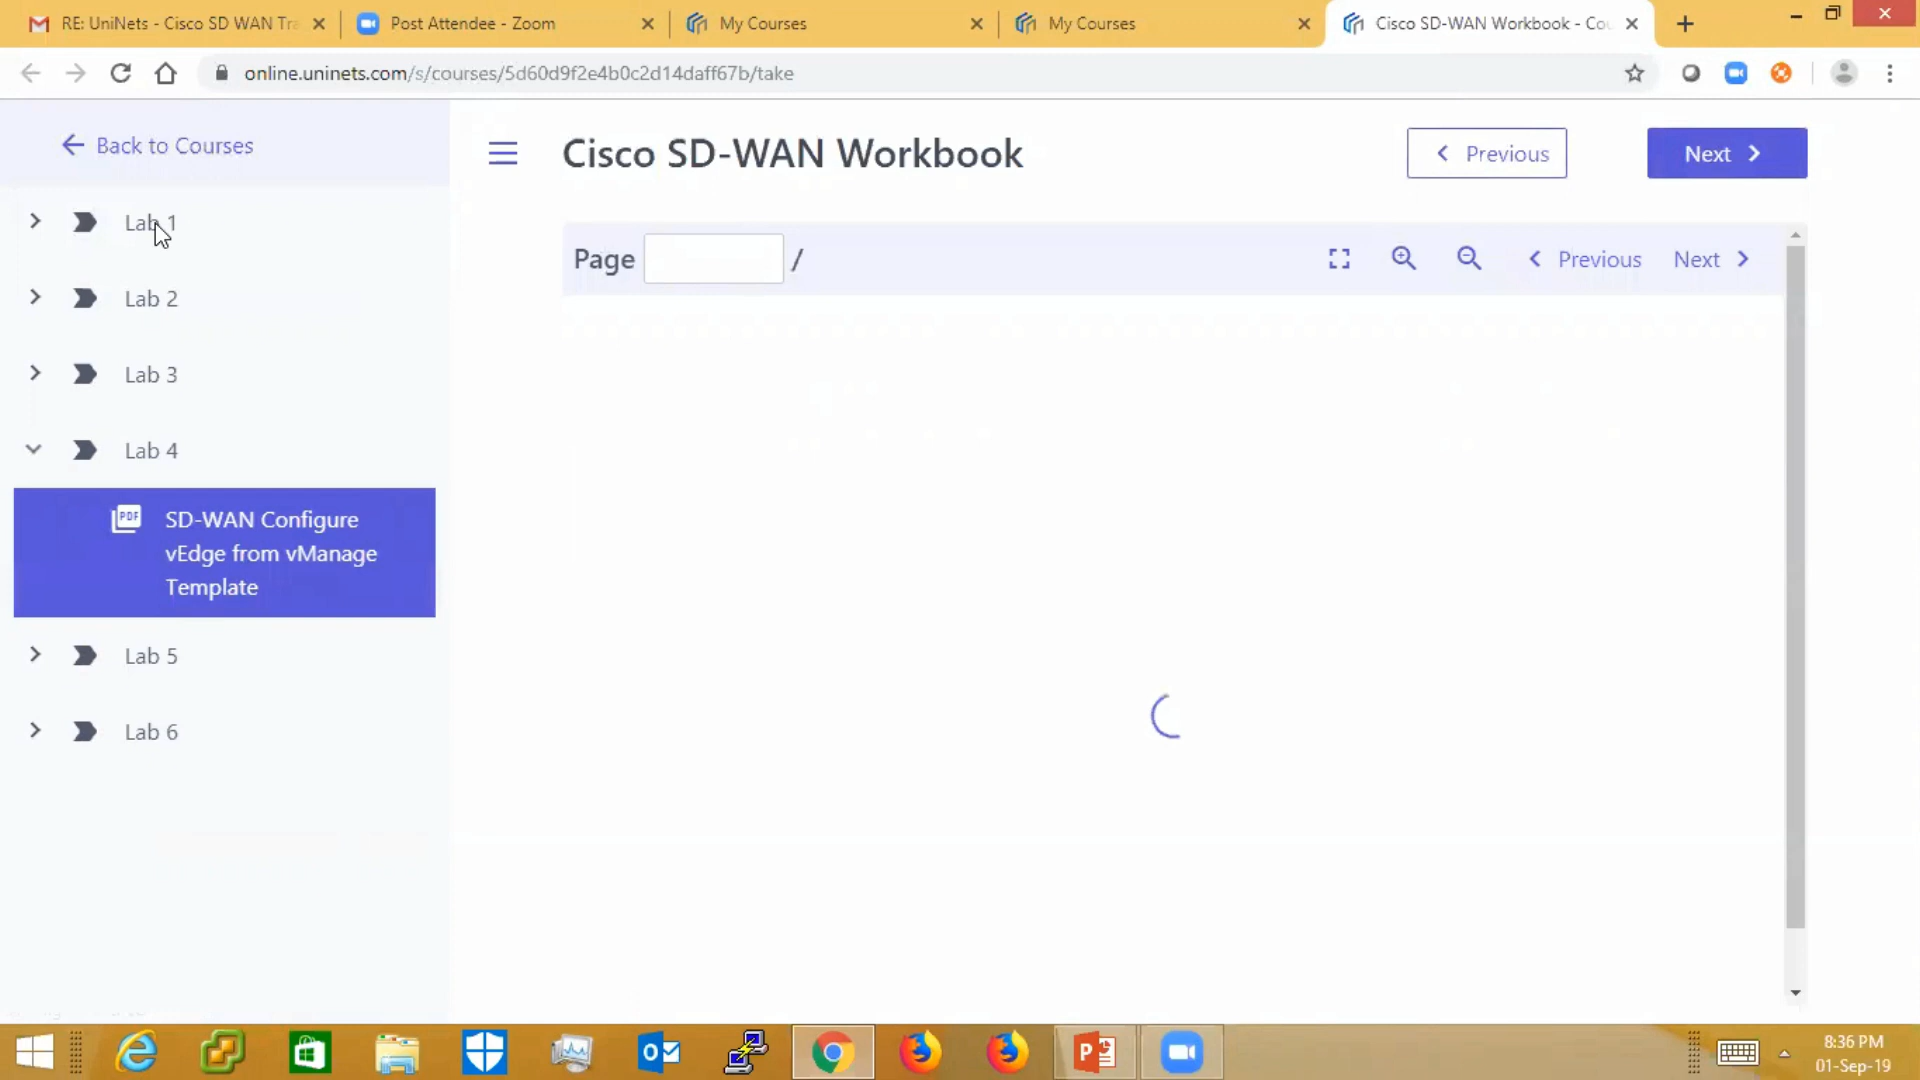 RE: UniNets - Cisco SD WAN Tra
Post Attendee - Zoom
My Courses
My Courses
Cisco SD-WAN Workbook - Cou
online.uninets.com/s/courses/5d60d9f2e4b0c2d14daff67b/take
Back to Courses
Cisco SD-WAN Workbook
Previous
Next
Lab 1
Page /
Previous
Next
Lab 2
Lab 3
Lab 4
PDF
SD-WAN Configure
vEdge from vManage
Template
Lab 5
Lab 6
8:36 PM
01-Sep-19